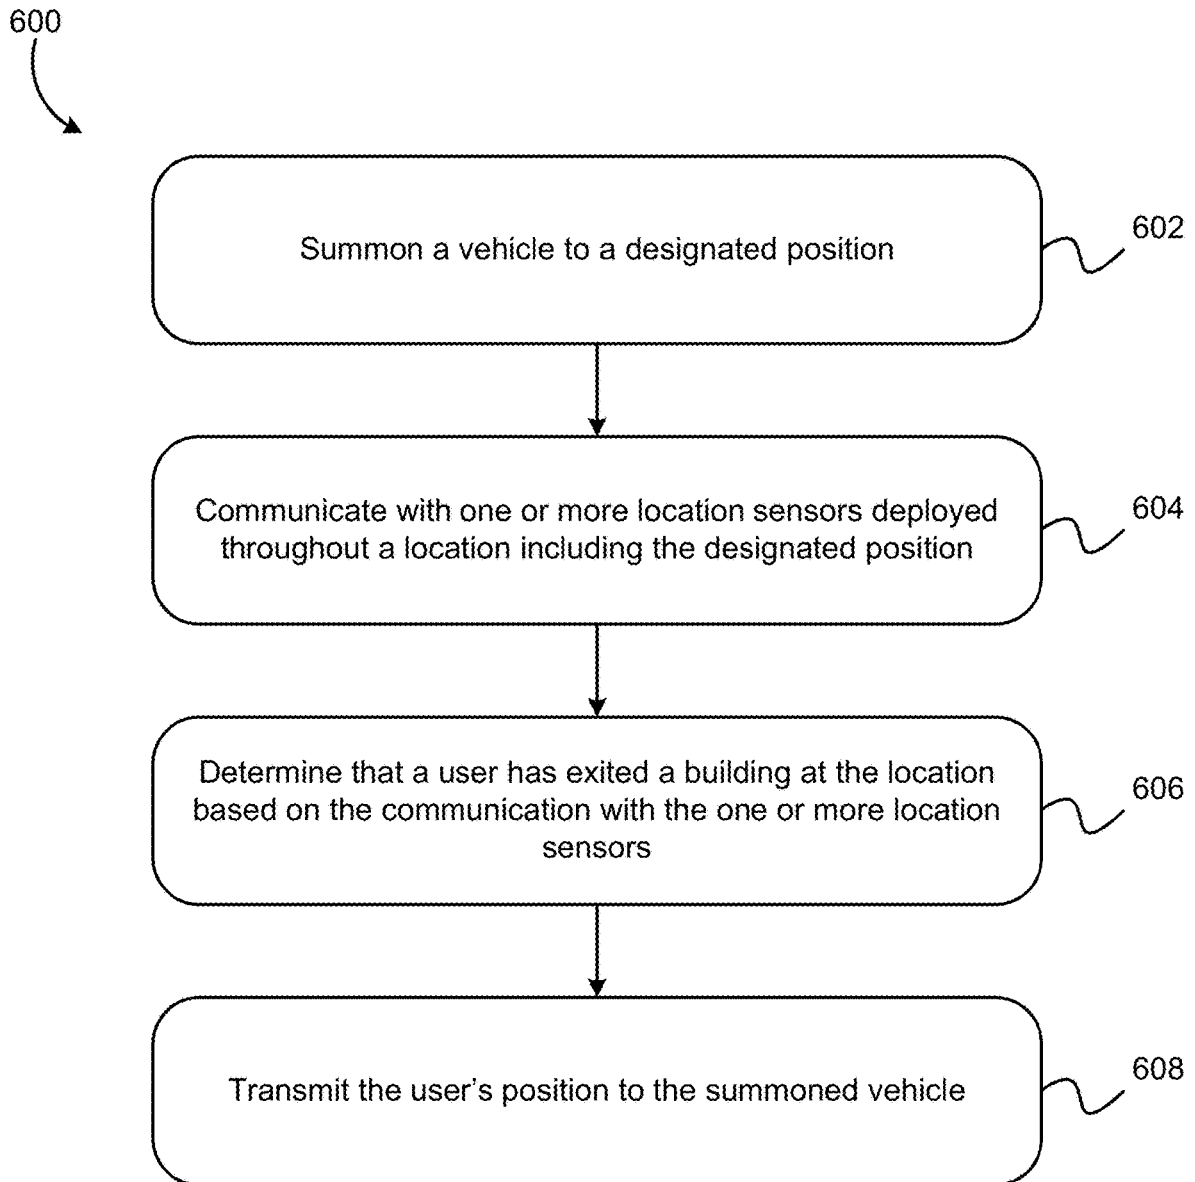 600
Summon a vehicle to a designated position
602
Communicate with one or more location sensors deployed
throughout a location including the designated position
604
Determine that a user has exited a building at the location
based on the communication with the one or more location
sensors
606
Transmit the user's position to the summoned vehicle
608